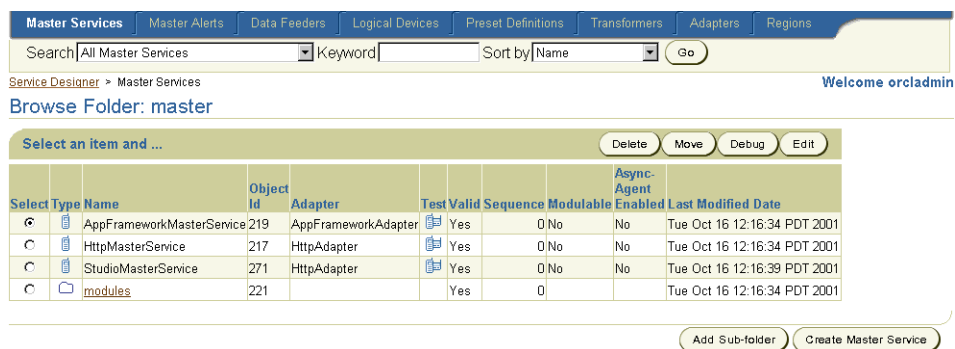 Master Services Master Alerts Data Feeders Logical Devices Preset Definitions Transformers Adapters Regions
Search All Master Services Keyword Sort by Name Go
Service Designer > Master Services Welcome orcladmin
Browse Folder: master
Select an item and ... Delete Move Debug Edit
Select Type Name Object Id Adapter Test Valid Sequence Modulable Async-Agent Enabled Last Modified Date
AppFrameworkMasterService 219 AppFrameworkAdapter Yes 0 No No Tue Oct 16 12:16:34 PDT 2001
HttpMasterService 217 HttpAdapter Yes 0 No No Tue Oct 16 12:16:34 PDT 2001
StudioMasterService 271 HttpAdapter Yes 0 No No Tue Oct 16 12:16:39 PDT 2001
modules 221 Yes 0 Tue Oct 16 12:16:34 PDT 2001
Add Sub-folder Create Master Service